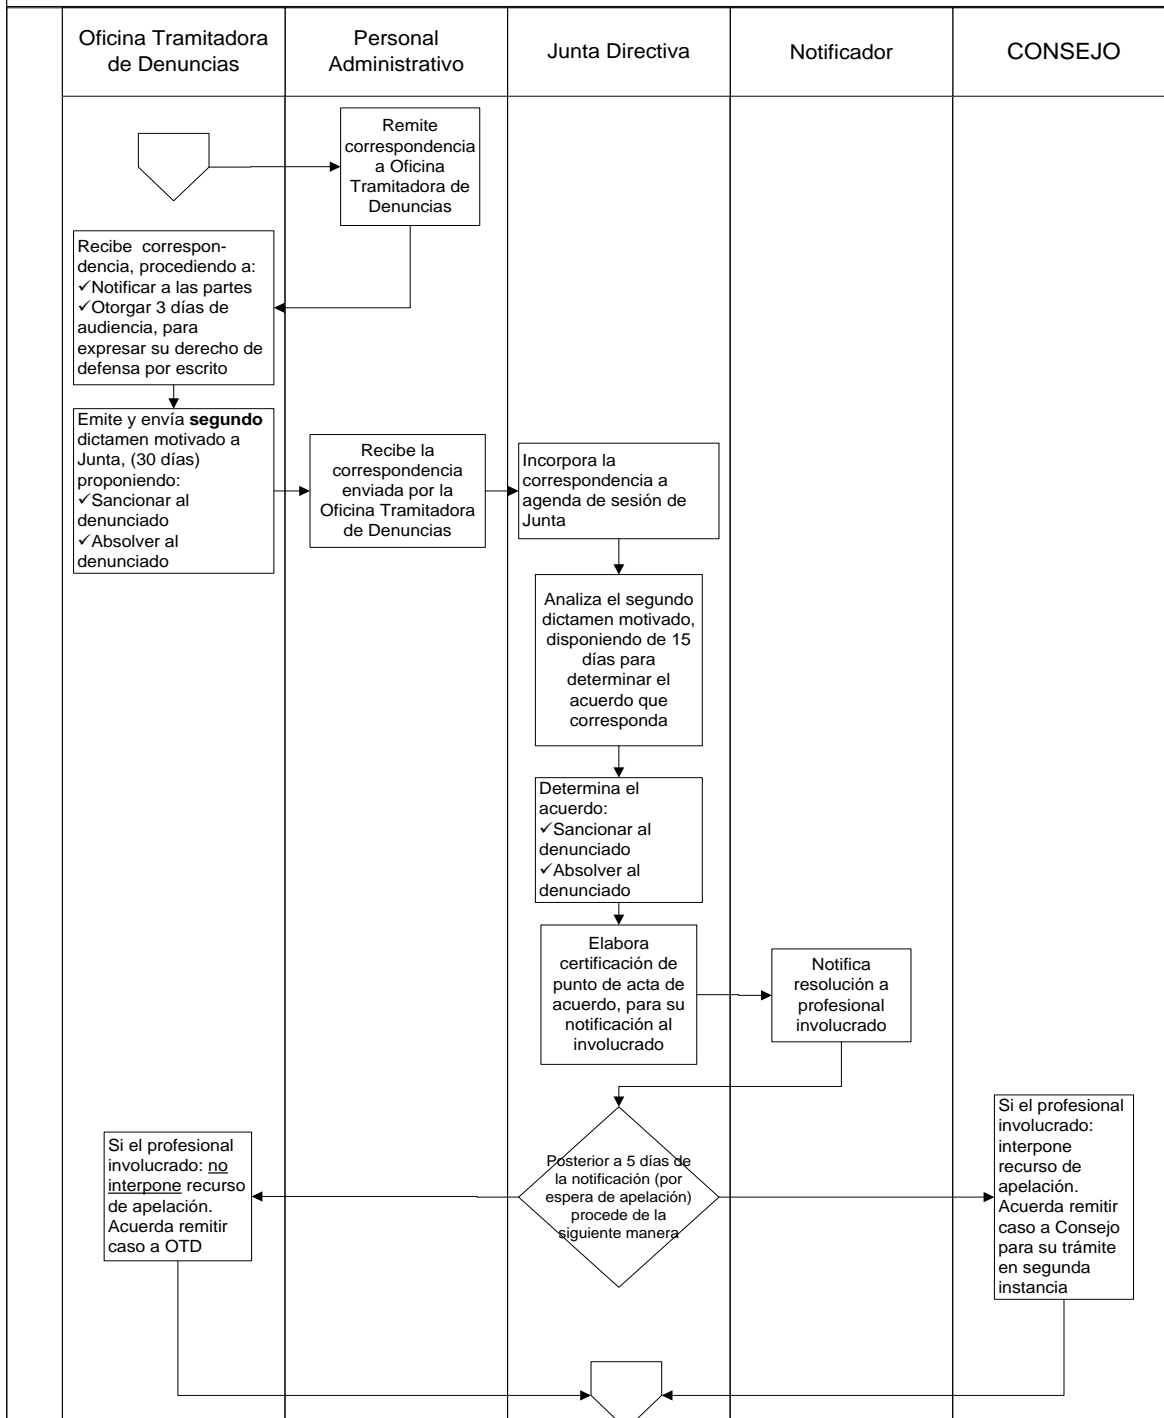 Oficina Tramitadora
de Denuncias
Personal
Administrativo
Junta Directiva
Notificador
CONSEJO
Remite
correspondencia
a Oficina
Tramitadora de
Denuncias
Recibe  correspon-
dencia, procediendo a:
✓Notificar a las partes
✓Otorgar 3 días de
audiencia, para
expresar su derecho de
defensa por escrito
Emite y envía segundo
dictamen motivado a
Junta, (30 días)
proponiendo:
✓Sancionar al
denunciado
✓Absolver al
denunciado
Recibe la
correspondencia
enviada por la
Oficina Tramitadora
de Denuncias
Incorpora la
correspondencia a
agenda de sesión de
Junta
Analiza el segundo
dictamen motivado,
disponiendo de 15
días para
determinar el
acuerdo que
corresponda
Determina el
acuerdo:
✓Sancionar al
denunciado
✓Absolver al
denunciado
Elabora
certificación de
punto de acta de
acuerdo, para su
notificación al
involucrado
Notifica
resolución a
profesional
involucrado
Si el profesional
involucrado: no
interpone recurso
de apelación.
Acuerda remitir
caso a OTD
Posterior a 5 días de
la notificación (por
espera de apelación)
procede de la
siguiente manera
Si el profesional
involucrado:
interpone
recurso de
apelación.
Acuerda remitir
caso a Consejo
para su trámite
en segunda
instancia